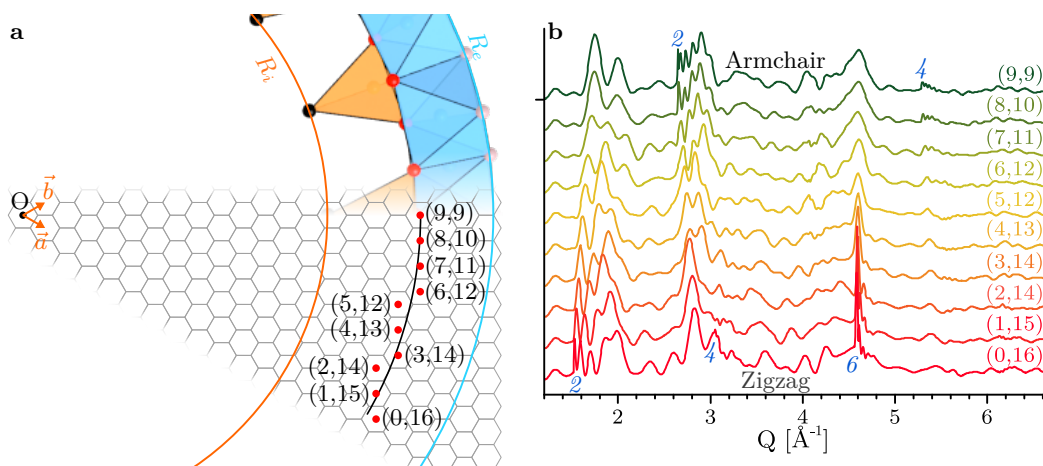 a
R_i
R_e
O
\vec{b}
\vec{a}
(9,9)
(8,10)
(7,11)
(6,12)
(5,12)
(4,13)
(3,14)
(2,14)
(1,15)
(0,16)
b
2
Armchair
4
(9,9)
(8,10)
(7,11)
(6,12)
(5,12)
(4,13)
(3,14)
(2,14)
(1,15)
(0,16)
2
4
6
Zigzag
2 3 4 5 6
Q [Å⁻¹]